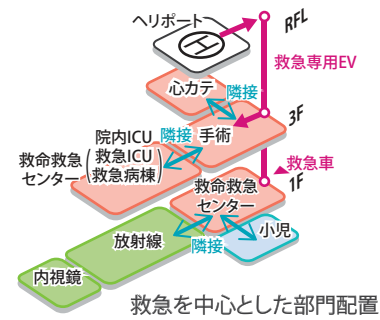 ヘリポート
H
RFL
救急専用EV
心カテ
隣接
3F
院内ICU
隣接
手術
救命救急
センター
(救急ICU
救急病棟)
救急車
1F
救命救急
センター
小児
放射線
隣接
内視鏡
救急を中心とした部門配置